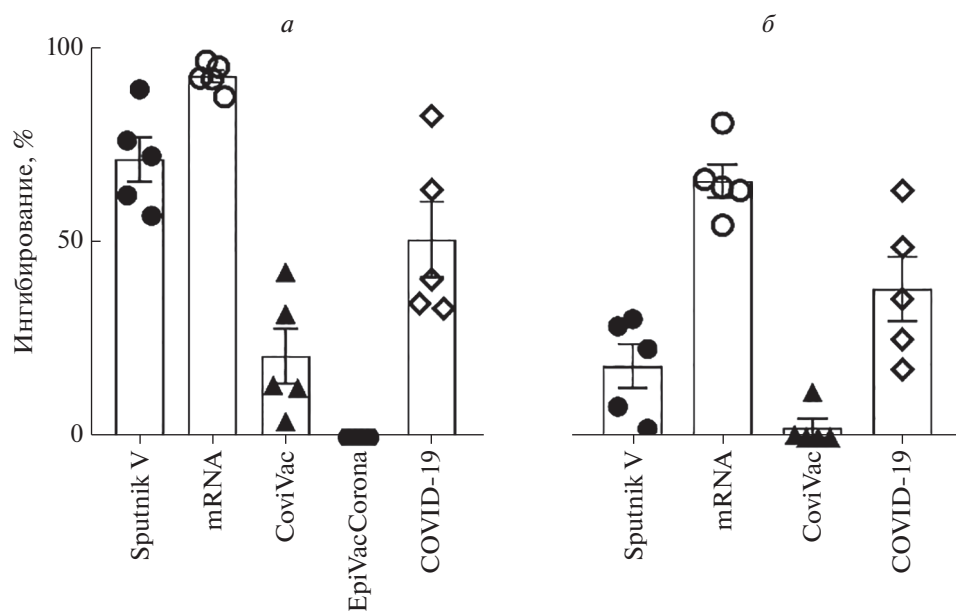 а
б
Ингибирование, %
100
50
0
Sputnik V
mRNA
CoviVac
EpiVacCorona
COVID-19
Sputnik V
mRNA
CoviVac
COVID-19